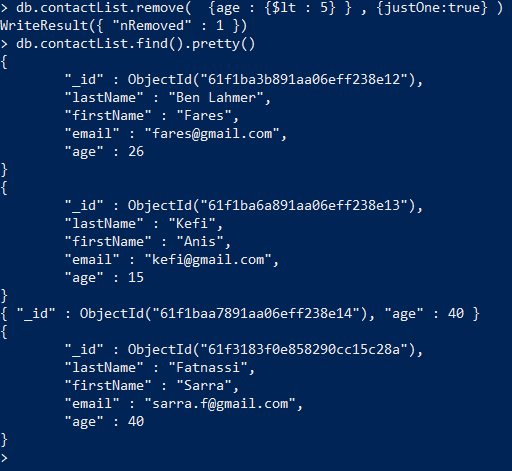 > db.contactList.remove(  {age : {$lt : 5} } , {justOne:true} )
WriteResult({ "nRemoved" : 1 })
> db.contactList.find().pretty()
{
        "_id" : ObjectId("61f1ba3b891aa06eff238e12"),
        "lastName" : "Ben Lahmer",
        "firstName" : "Fares",
        "email" : "fares@gmail.com",
        "age" : 26
}
{
        "_id" : ObjectId("61f1ba6a891aa06eff238e13"),
        "lastName" : "Kefi",
        "firstName" : "Anis",
        "email" : "kefi@gmail.com",
        "age" : 15
}
{ "_id" : ObjectId("61f1baa7891aa06eff238e14"), "age" : 40 }
{
        "_id" : ObjectId("61f3183f0e858290cc15c28a"),
        "lastName" : "Fatnassi",
        "firstName" : "Sarra",
        "email" : "sarra.f@gmail.com",
        "age" : 40
}
>